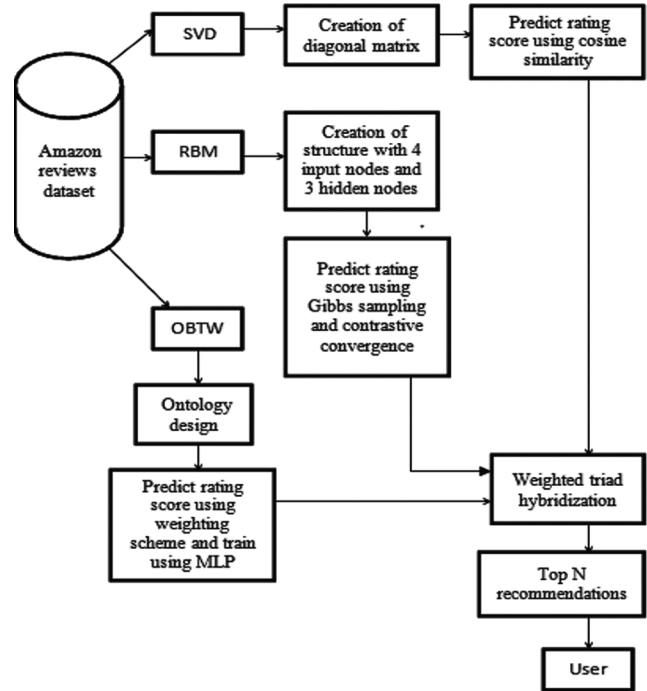 SVD
Creation of
diagonal matrix
Predict rating
score using cosine
similarity
Amazon
reviews
dataset
RBM
Creation of
structure with 4
input nodes and
3 hidden nodes
Predict rating
score using
Gibbs sampling
and contrastive
convergence
OBTW
Ontology
design
Predict rating
score using
weighting
scheme and train
using MLP
Weighted triad
hybridization
Top N
recommendations
User